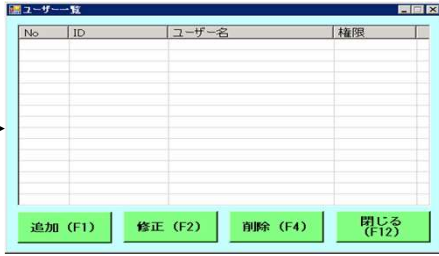 ユーザー一覧
No ID ユーザー名 権限
追加 (F1) 修正 (F2) 削除 (F4) 閉じる
(F12)